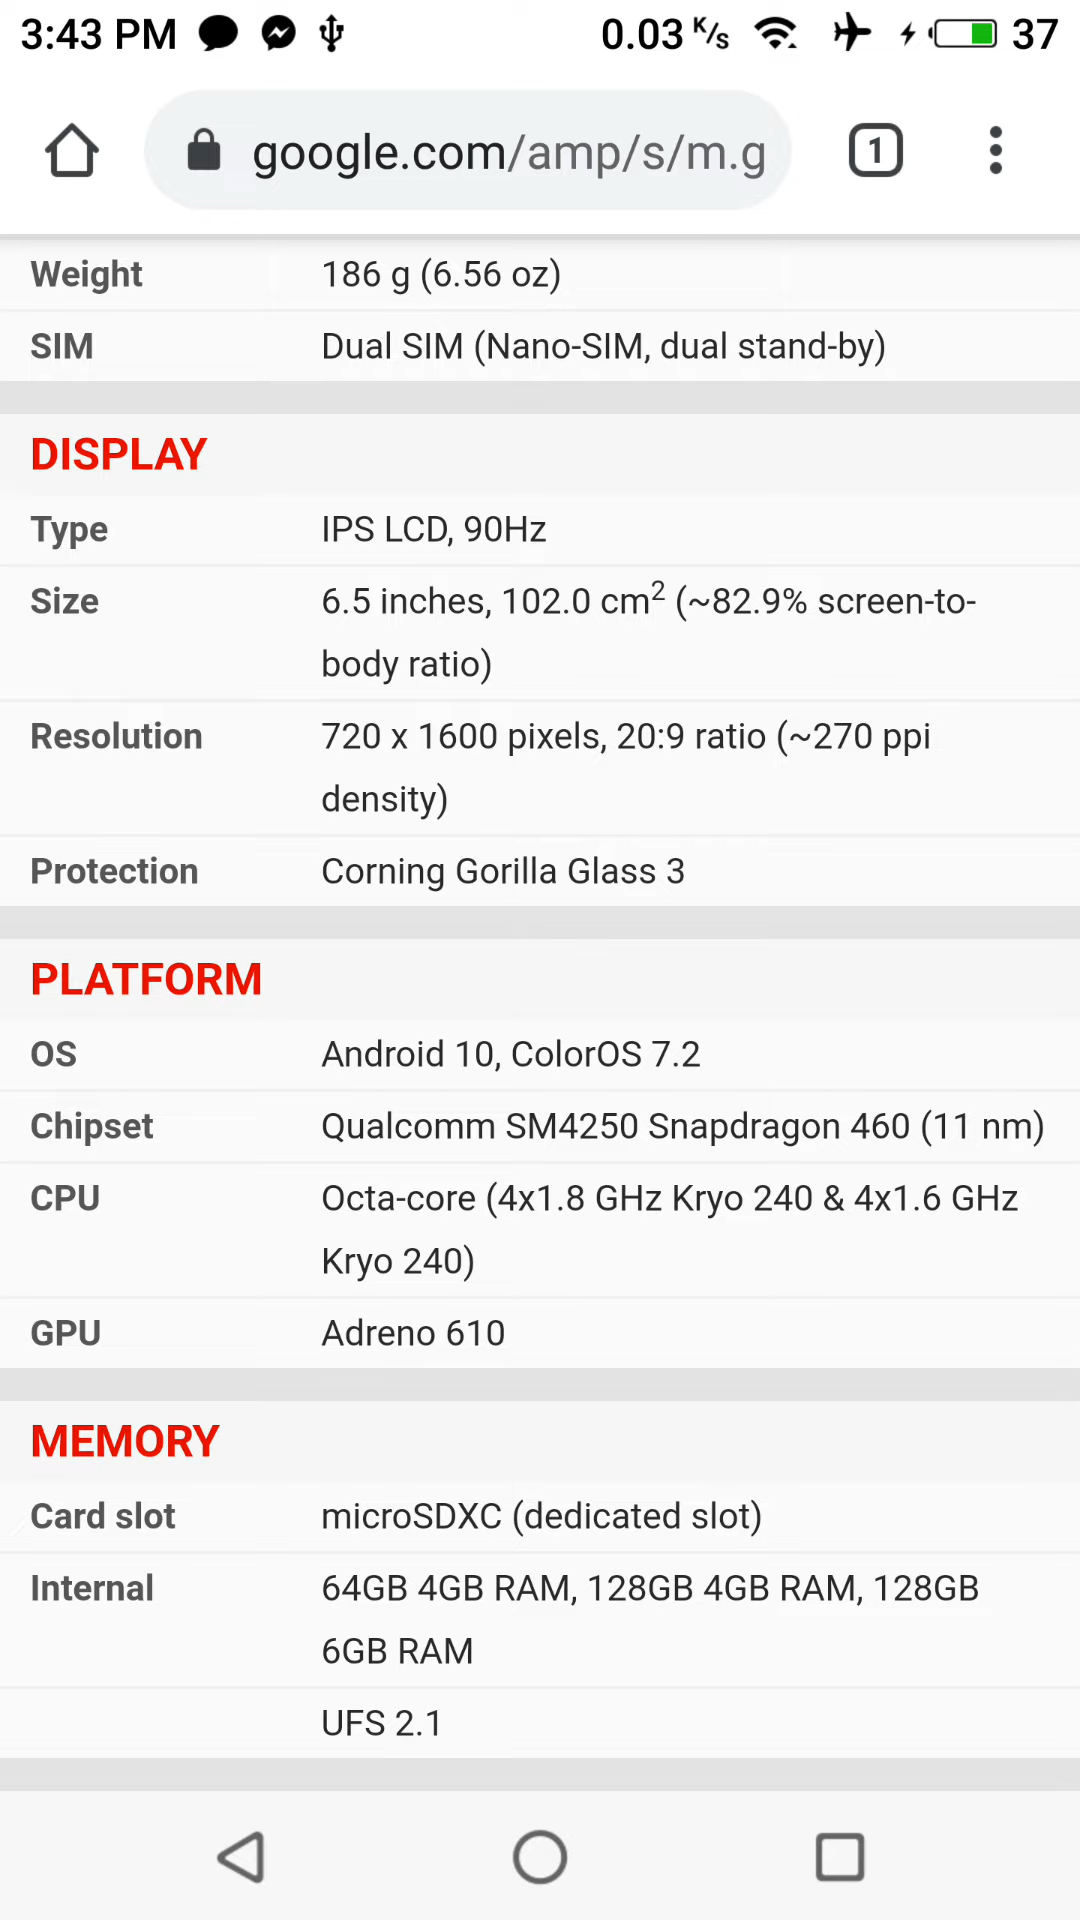 3:43 PM 0.03 K/s 37
google.com/amp/s/m.g 1
Weight 186 g (6.56 oz)
SIM Dual SIM (Nano-SIM, dual stand-by)
DISPLAY
Type IPS LCD, 90Hz
Size 6.5 inches, 102.0 cm² (~82.9% screen-to-
body ratio)
Resolution 720 x 1600 pixels, 20:9 ratio (~270 ppi
density)
Protection Corning Gorilla Glass 3
PLATFORM
OS Android 10, ColorOS 7.2
Chipset Qualcomm SM4250 Snapdragon 460 (11 nm)
CPU Octa-core (4x1.8 GHz Kryo 240 & 4x1.6 GHz
Kryo 240)
GPU Adreno 610
MEMORY
Card slot microSDXC (dedicated slot)
Internal 64GB 4GB RAM, 128GB 4GB RAM, 128GB
6GB RAM
UFS 2.1